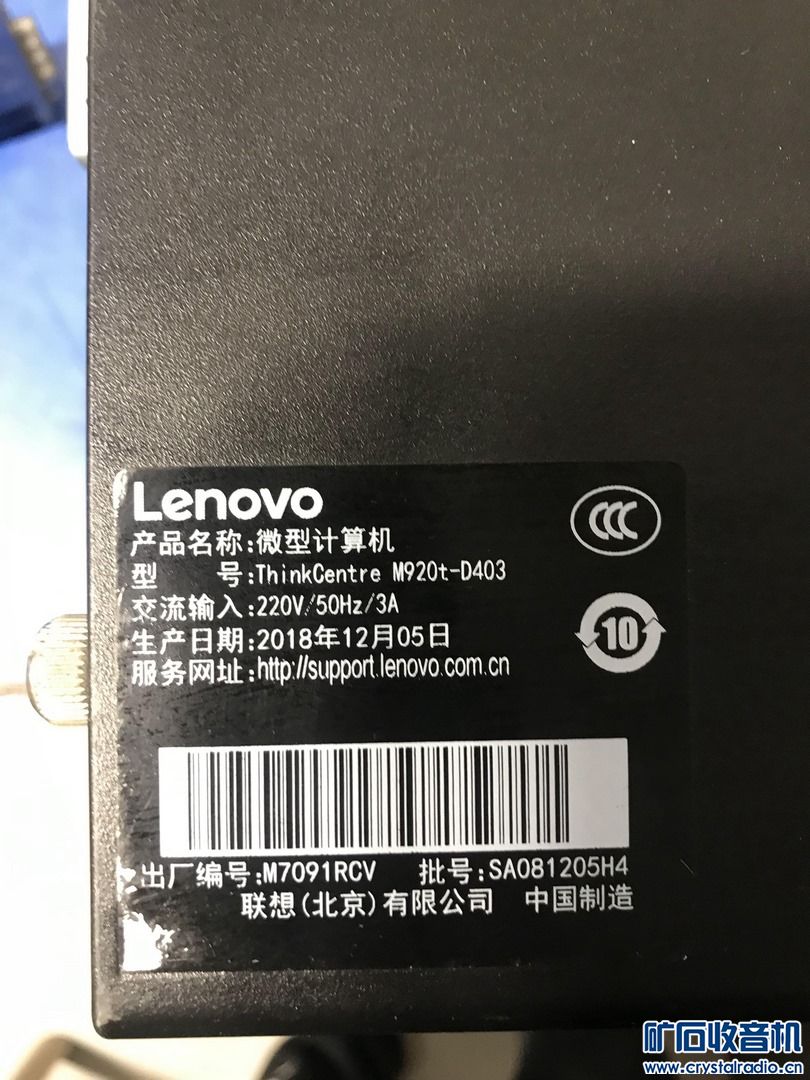 Lenovo
产品名称:微型计算机
型 号:ThinkCentre M920t-D403
交流输入:220V/50Hz/3A
生产日期:2018年12月05日
服务网址:http://support.lenovo.com.cn
CCC
10
出厂编号:M7091RCV 批号:SA081205H4
联想(北京)有限公司 中国制造
矿石收音机
www.crystalradio.cn